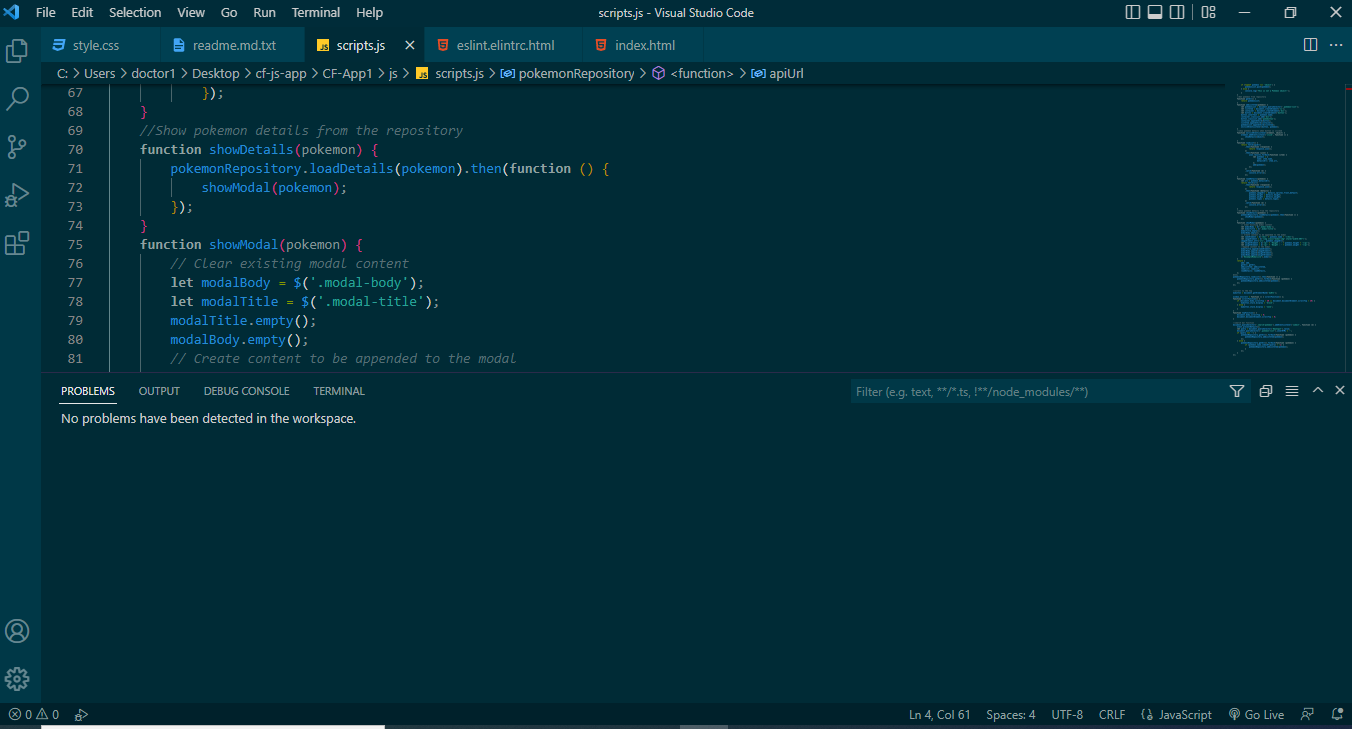 File Edit Selection View Go Run Terminal Help scripts.js - Visual Studio Code
style.css readme.md.txt JS scripts.js eslint.elintrc.html index.html
C: > Users > doctor1 > Desktop > cf-js-app > CF-App1 > js > JS scripts.js > pokemonRepository > <function> > apiUrl
67 });
68 }
69 //Show pokemon details from the repository
70 function showDetails(pokemon) {
71 pokemonRepository.loadDetails(pokemon).then(function () {
72 showModal(pokemon);
73 });
74 }
75 function showModal(pokemon) {
76 // Clear existing modal content
77 let modalBody = $('.modal-body');
78 let modalTitle = $('.modal-title');
79 modalTitle.empty();
80 modalBody.empty();
81 // Create content to be appended to the modal
PROBLEMS OUTPUT DEBUG CONSOLE TERMINAL Filter (e.g. text, **/*.ts, !**/node_modules/**)
No problems have been detected in the workspace.
0 0 Ln 4, Col 61 Spaces: 4 UTF-8 CRLF {} JavaScript Go Live